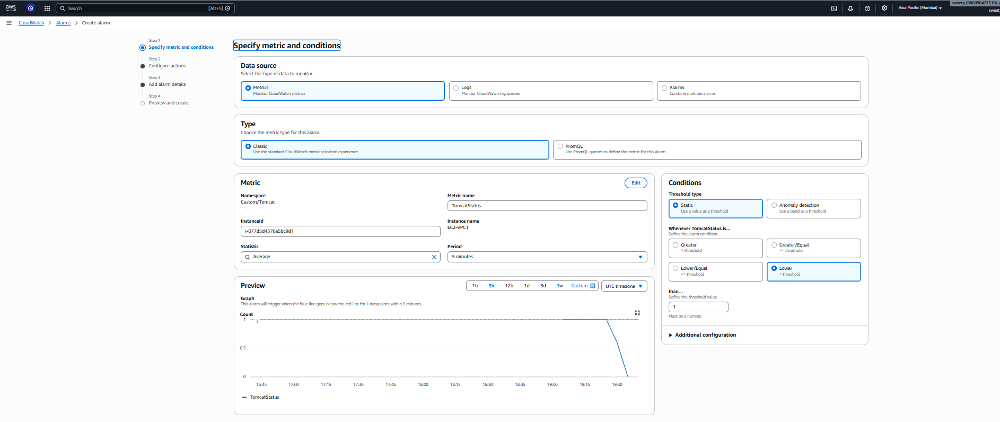 aws
Search [Alt+S]
Asia Pacific (Mumbai)
sweety (006096427510)
CloudWatch
Alarms
Create alarm
Step 1
Specify metric and conditions
Step 2
Configure actions
Step 3
Add alarm details
Step 4
Preview and create
Specify metric and conditions
Data source
Select the type of data to monitor
Metrics
Monitor CloudWatch metrics
Logs
Monitor CloudWatch log queries
Alarms
Combine multiple alarms
Type
Choose the metric type for this alarm.
Classic
Use the standard CloudWatch metric selection experience.
PromQL
Use PromQL queries to define the metric for this alarm.
Metric
Edit
Namespace
Custom/Tomcat
Metric name
TomcatStatus
InstanceId
i-077d5d4576a5bc9d1
Instance name
EC2-VPC1
Statistic
Average
Period
5 minutes
Preview
1h 3h 12h 1d 3d 1w Custom
UTC timezone
Graph
This alarm will trigger when the blue line goes below the red line for 1 datapoints within 5 minutes.
Count
1
1
0.5
0
16:45 17:00 17:15 17:30 17:45 18:00 18:15 18:30 18:45 19:00 19:15 19:30
TomcatStatus
Conditions
Threshold type
Static
Use a value as a threshold
Anomaly detection
Use a band as a threshold
Whenever TomcatStatus is...
Define the alarm condition.
Greater
> threshold
Greater/Equal
>= threshold
Lower/Equal
<= threshold
Lower
< threshold
than...
Define the threshold value.
1
Must be a number.
Additional configuration